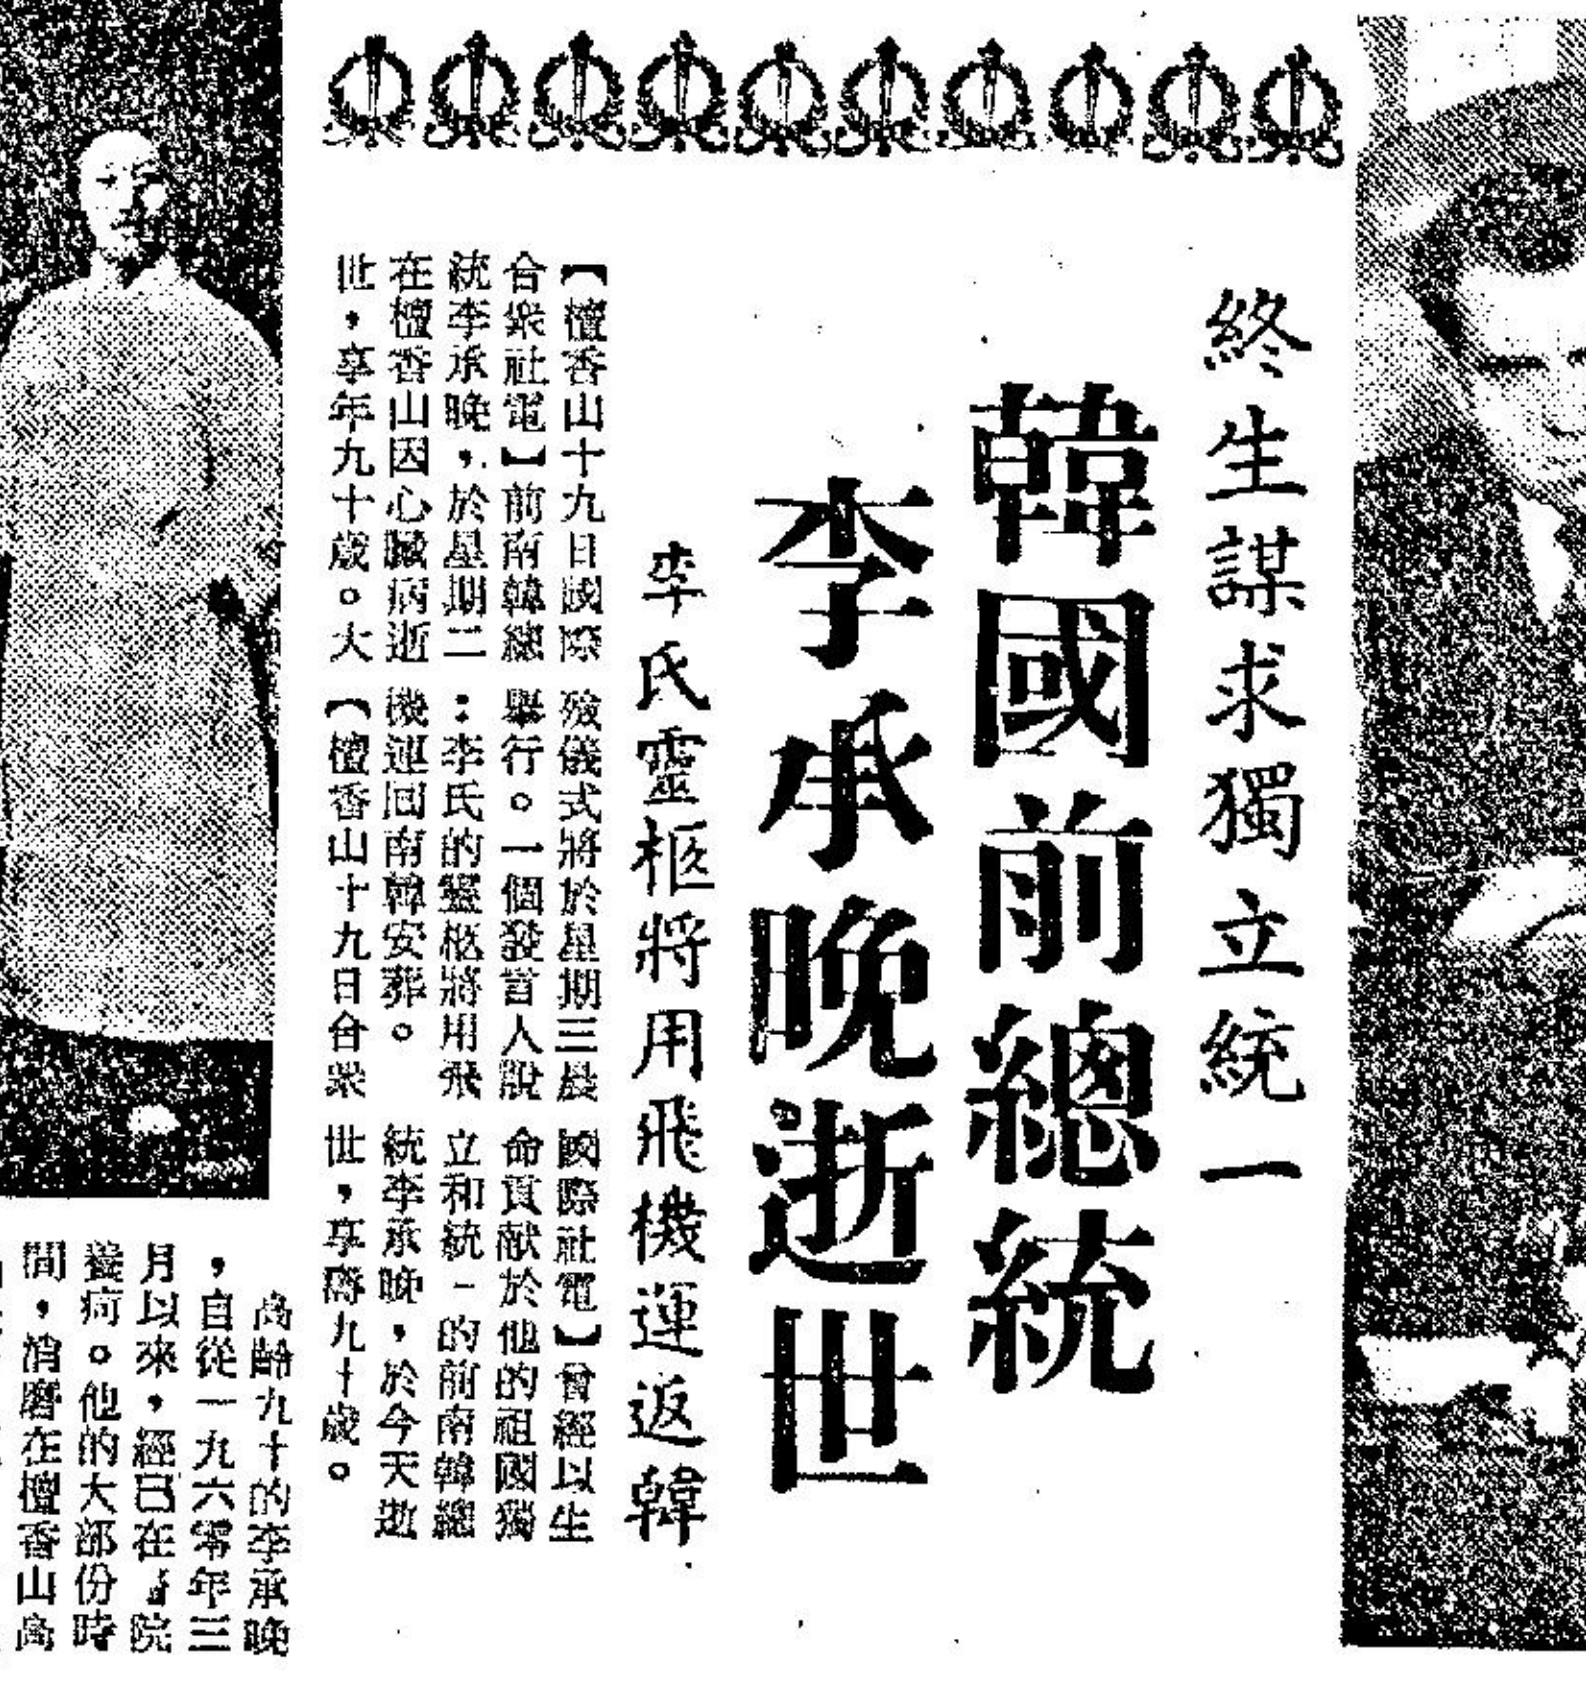 終生謀求獨立統一
韓國前總統
李承晚逝世
李氏靈柩將用飛機運返韓
【檀香山十九日國際
合衆社電】前南韓總
統李承晚，於星期二
在檀香山因心臟病逝
世，享年九十歲。大
殮儀式將於星期三晨
舉行。一個發言人說
：李氏的靈柩將用飛
機運回南韓安葬。
【檀香山十九日合衆
國際社電】曾經以生
命貢献於他的祖國獨
立和統一的前南韓總
統李承晚，於今天逝
世，享壽九十歲。
高齡九十的李承晚
，自從一九六零年三
月以來，經已在院
養疴。他的大部份時
間，消磨在檀香山高